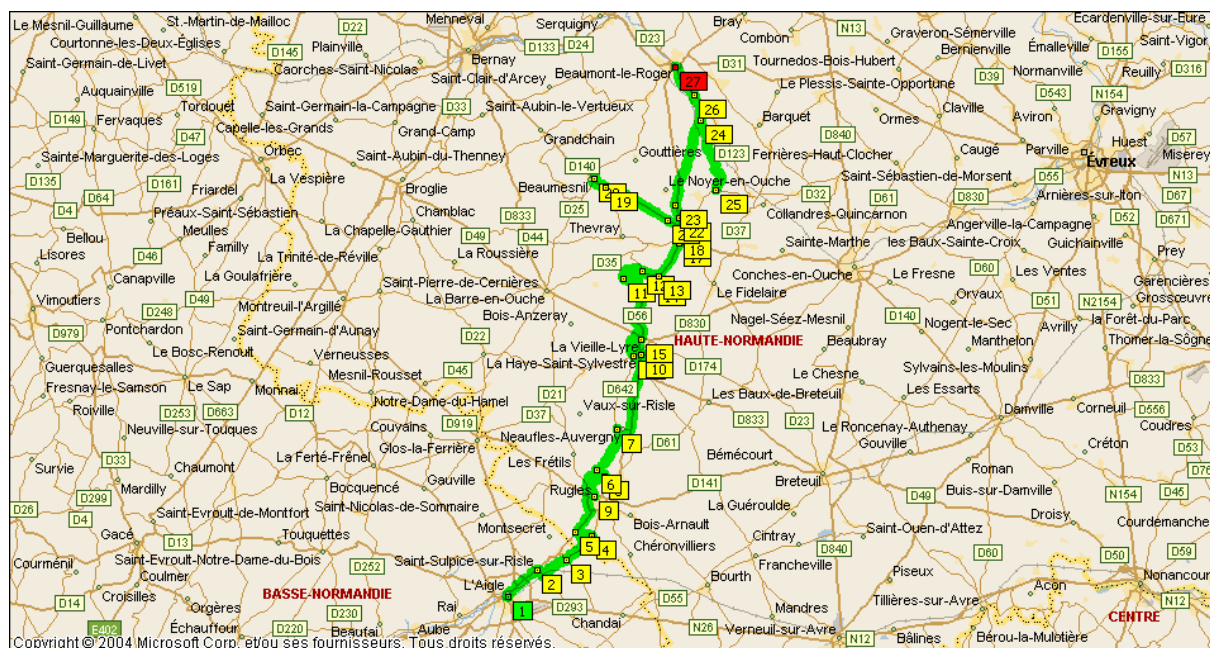 Le Mesnil-Guillaume
St.-Martin-de-Mailloc
D22
Menneval
Serquigny
D23
Bray
Combon
N13
Graveron-Sémerville
Ecardenville-sur-Eure
Courtonne-les-Deux-Églises
D145
Plainville
D133
D24
Bernienville
Émalleville
D155
Saint-Vigor
Saint-Germain-de-Livet
Caorches-Saint-Nicolas
Bernay
Beaumont-le-Roger
D31
Tournedos-Bois-Hubert
D39
Normanville
Reuilly
D316
Saint-Clair-d'Arcey
27
Le Plessis-Sainte-Opportune
Auquainville
D519
Tordouët
Saint-Germain-la-Campagne
D33
Saint-Aubin-le-Vertueux
26
Barquet
Claville
D543
N154
Gravigny
D149
Fervaques
D47
Capelle-les-Grands
Grand-Camp
Grandchain
24
D840
Ormes
Aviron
Huest
D57
Sainte-Marguerite-des-Loges
Orbec
Saint-Aubin-du-Thenney
Gouttières
D123
Ferrières-Haut-Clocher
Caugé
Parville
Évreux
Miserey
D135
D64
D161
Friardel
La Vespière
Broglie
D140
Beaumesnil
Le Noyer-en-Ouche
Saint-Sébastien-de-Morsent
D55
N13
D4
Préaux-Saint-Sébastien
Chamblac
D833
D25
19
25
D32
D61
D830
Arnières-sur-Iton
D67
Bellou
Meulles
La Chapelle-Gauthier
D49
D44
Thevray
23
22
D37
Collandres-Quincarnon
Angerville-la-Campagne
D52
D671
Lisores
D46
Familly
La Trinité-de-Réville
La Roussière
18
Sainte-Marthe
les Baux-Sainte-Croix
Guichainville
Prey
Canapville
La Goulafrière
Saint-Pierre-de-Cernières
D35
11
13
Conches-en-Ouche
Le Fresne
D60
Les Ventes
Garencières
Vimoutiers
D49
Montreuil-l'Argillé
La Barre-en-Ouche
Le Fidelaire
Orvaux
D51
N2154
Grossœuvre
D248
Bois-Anzeray
D56
D830
Nagel-Séez-Mesnil
D140
Nogent-le-Sec
Avrilly
la Forêt-du-Parc
D979
Pontchardon
Saint-Germain-d'Aunay
D22
La Vieille-Lyre
HAUTE-NORMANDIE
Beaubray
Manthelon
Thomer-la-Sôgne
Le Bosc-Renoult
Verneusses
La Haye-Saint-Sylvestre
15
10
D174
Guerquesalles
Mesnil-Rousset
D45
Le Chesne
Sylvains-les-Moulins
Fresnay-le-Samson
Le Sap
Monnai
Notre-Dame-du-Hamel
D21
D642
Les Baux-de-Breteuil
Les Essarts
D833
Roiville
D253
D663
D12
D37
Vaux-sur-Risle
D833
D23
Damville
Corneuil
D556
Neuville-sur-Touques
Couvains
D919
Neaufles-Auvergny
7
D61
Le Roncenay-Authenay
Coudres
Survie
D33
La Ferté-Frênel
Glos-la-Ferrière
Gouville
Créton
D53
Chaumont
Les Frétils
Bémécourt
Roman
D76
D299
Mardilly
Bocquencé
Gauville
6
Rugles
D141
Breteuil
N154
D45
D26
Saint-Evroult-de-Montfort
Saint-Nicolas-de-Sommaire
9
La Guéroulde
D49
Buis-sur-Damville
Droisy
D4
Gacé
Touquettes
Montsecret
Bois-Arnault
Saint-Ouen-d'Attez
Courdemanche
D13
Saint-Evroult-Notre-Dame-du-Bois
Saint-Sulpice-sur-Risle
5
4
Chéronvilliers
Cintray
D840
D60
D50
D59
Courménil
Coulmer
D252
2
3
Francheville
Nonancourt
Croisilles
L'Aigle
Bourth
Piseux
Acon
D14
Orgères
BASSE-NORMANDIE
Rai
1
D293
D55
Mandres
Tillières-sur-Avre
CENTRE
N12
E402
Échauffour
D220
D230
Beaufai
Aube
Chandai
N26
Verneuil-sur-Avre
N12
Bâlines
Bérou-la-Mulotière
Copyright © 2004 Microsoft Corp. et/ou ses fournisseurs. Tous droits réservés.